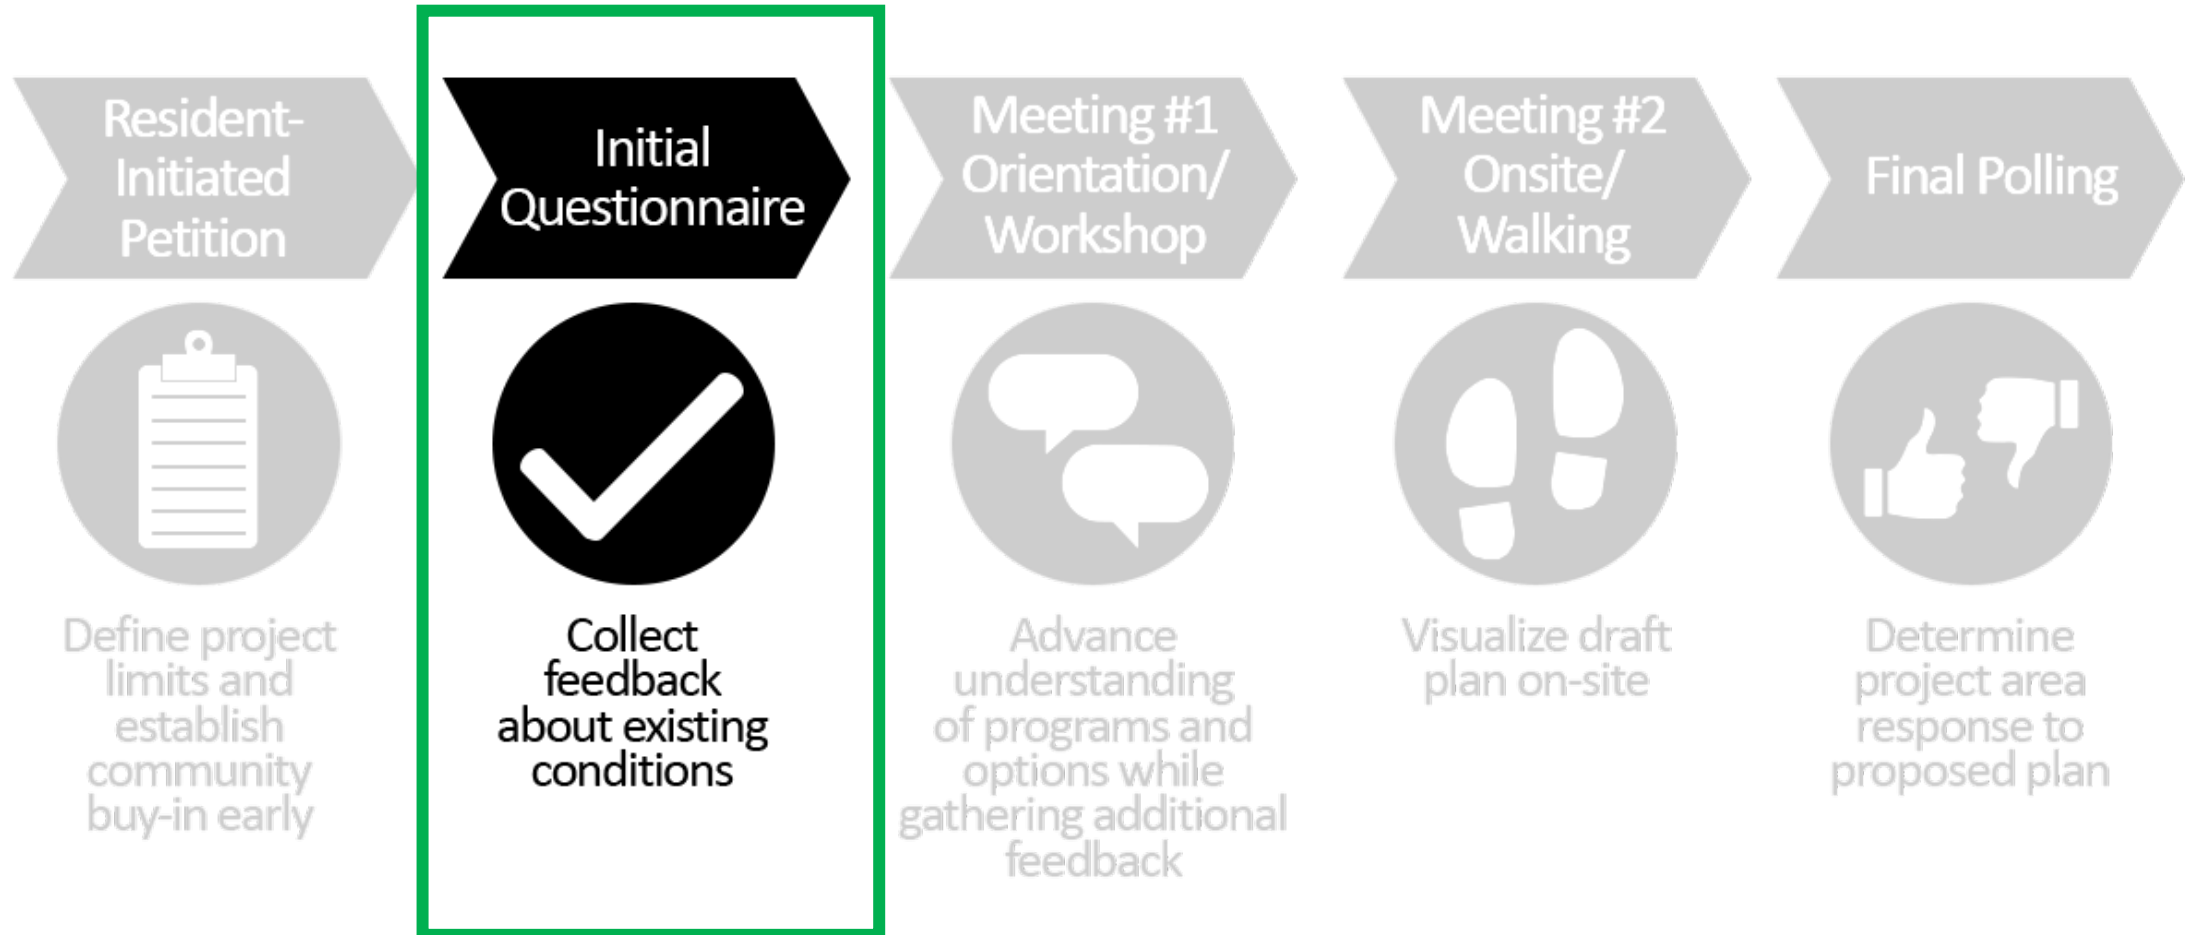 Resident-
Initiated
Petition
Initial
Questionnaire
Meeting #1
Orientation/
Workshop
Meeting #2
Onsite/
Walking
Final Polling
Define project
limits and
establish
community
buy-in early
Collect
feedback
about existing
conditions
Advance
understanding
of programs and
options while
gathering additional
feedback
Visualize draft
plan on-site
Determine
project area
response to
proposed plan